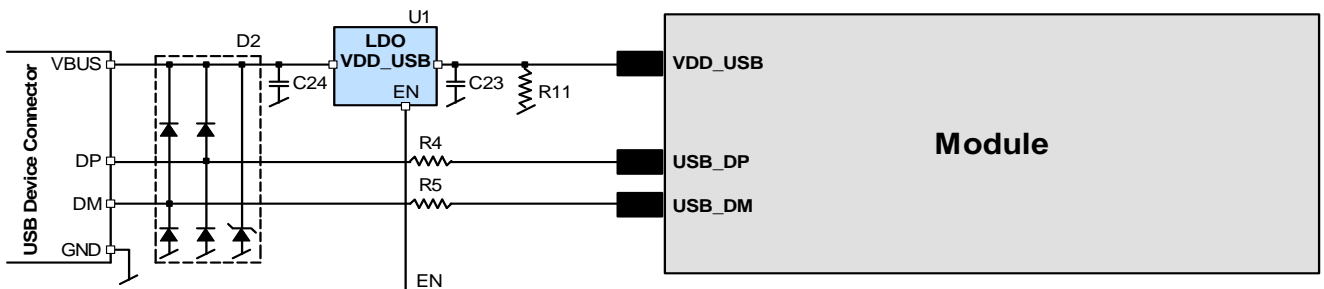 U1
D2
LDO
VDD_USB
VBUS
C24
C23
R11
EN
VDD_USB
USB Device Connector
Module
R4
DP
USB_DP
R5
DM
USB_DM
GND
EN